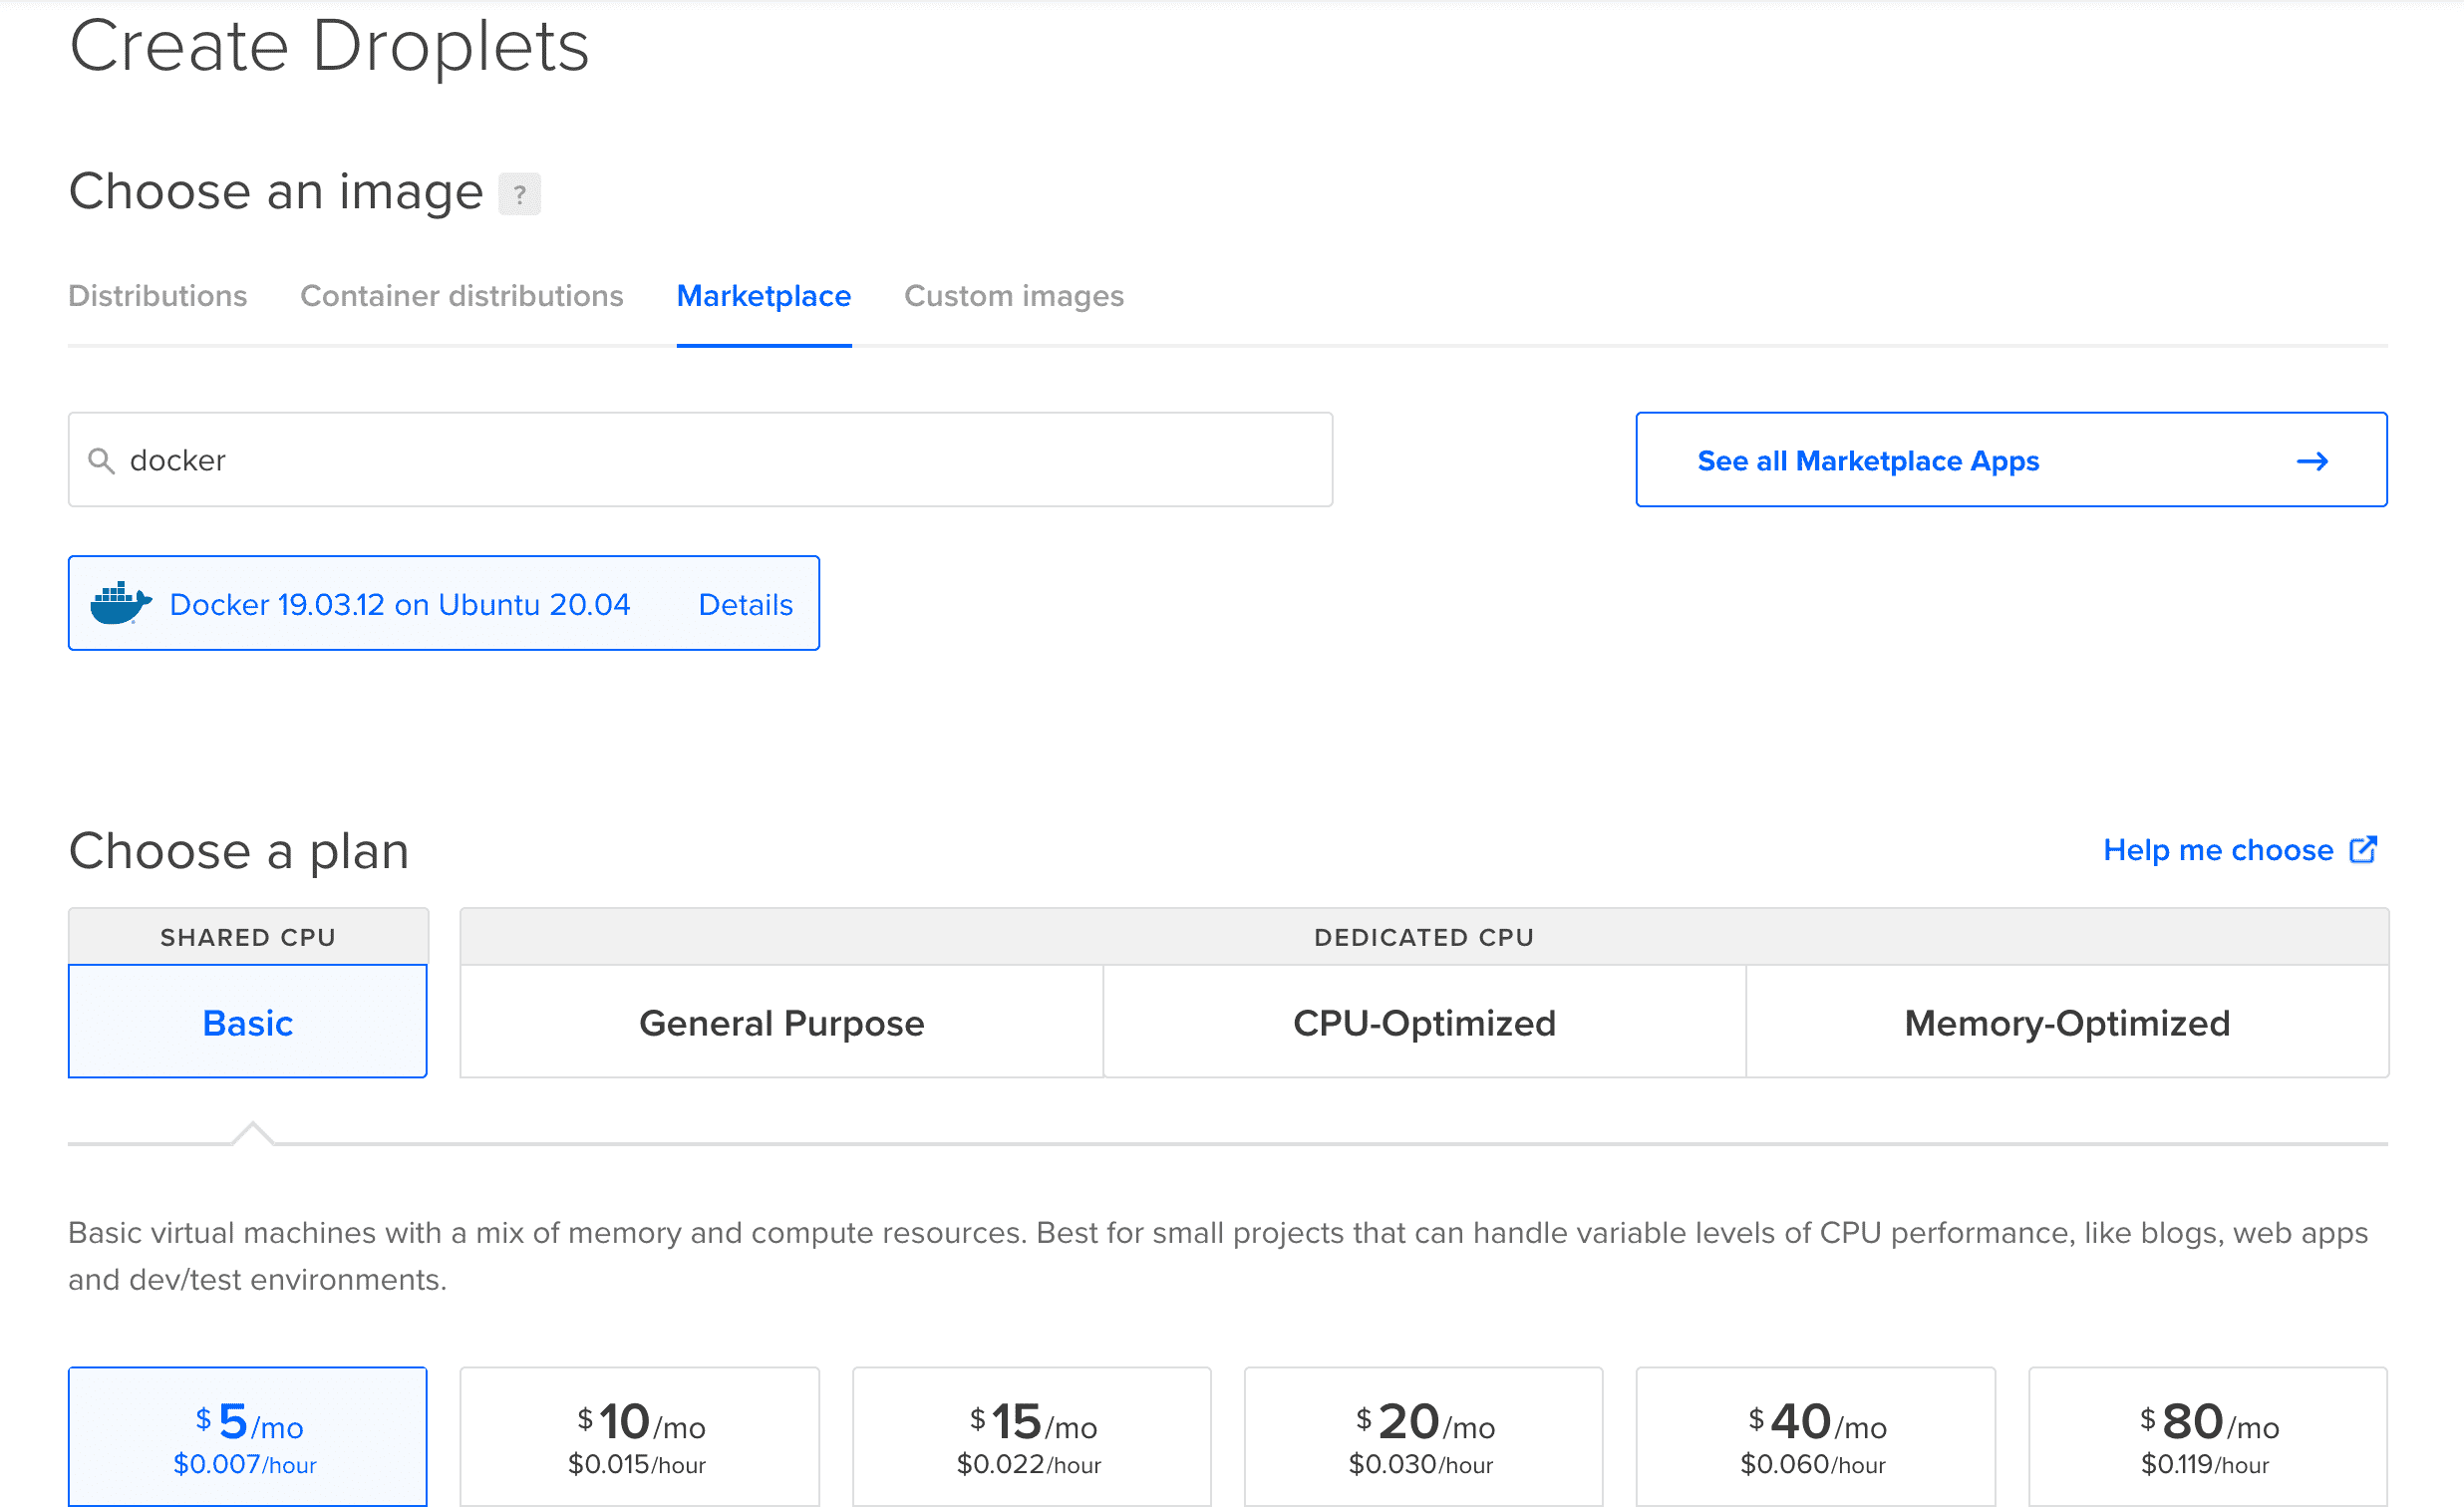 Create Droplets
Choose an image ?
Distributions Container distributions Marketplace Custom images
docker
See all Marketplace Apps →
Docker 19.03.12 on Ubuntu 20.04 Details
Choose a plan
Help me choose
SHARED CPU
DEDICATED CPU
Basic
General Purpose
CPU-Optimized
Memory-Optimized
Basic virtual machines with a mix of memory and compute resources. Best for small projects that can handle variable levels of CPU performance, like blogs, web apps
and dev/test environments.
$5/mo
$0.007/hour
$10/mo
$0.015/hour
$15/mo
$0.022/hour
$20/mo
$0.030/hour
$40/mo
$0.060/hour
$80/mo
$0.119/hour